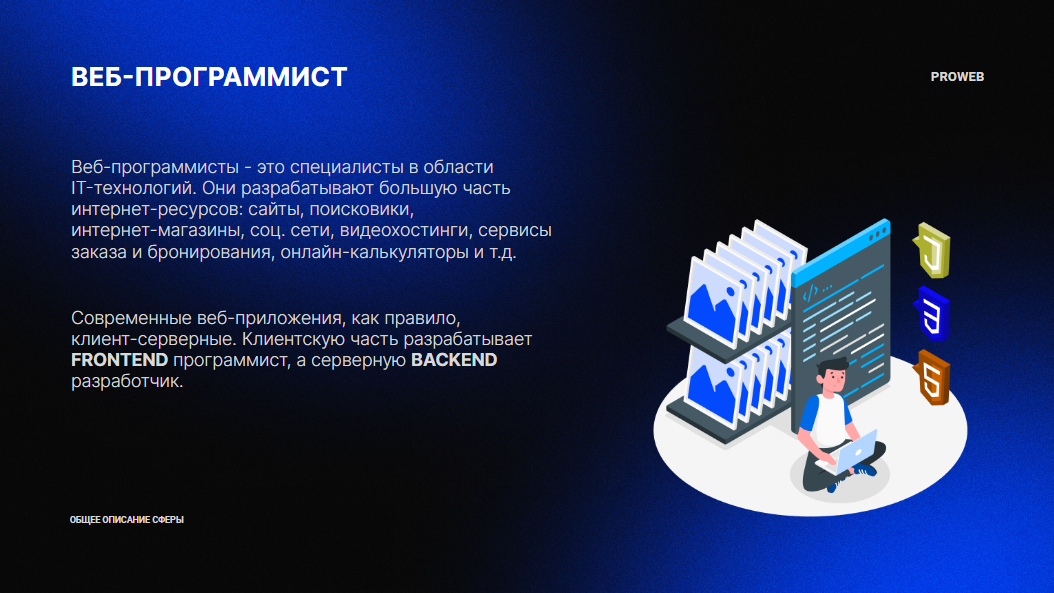 ВЕБ-ПРОГРАММИСТ
PROWEB
Веб-программисты - это специалисты в области
IT-технологий. Они разрабатывают большую часть
интернет-ресурсов: сайты, поисковики,
интернет-магазины, соц. сети, видеохостинги, сервисы
заказа и бронирования, онлайн-калькуляторы и т.д.
Современные веб-приложения, как правило,
клиент-серверные. Клиентскую часть разрабатывает
FRONTEND программист, а серверную BACKEND
разработчик.
</>...
J
3
5
ОБЩЕЕ ОПИСАНИЕ СФЕРЫ